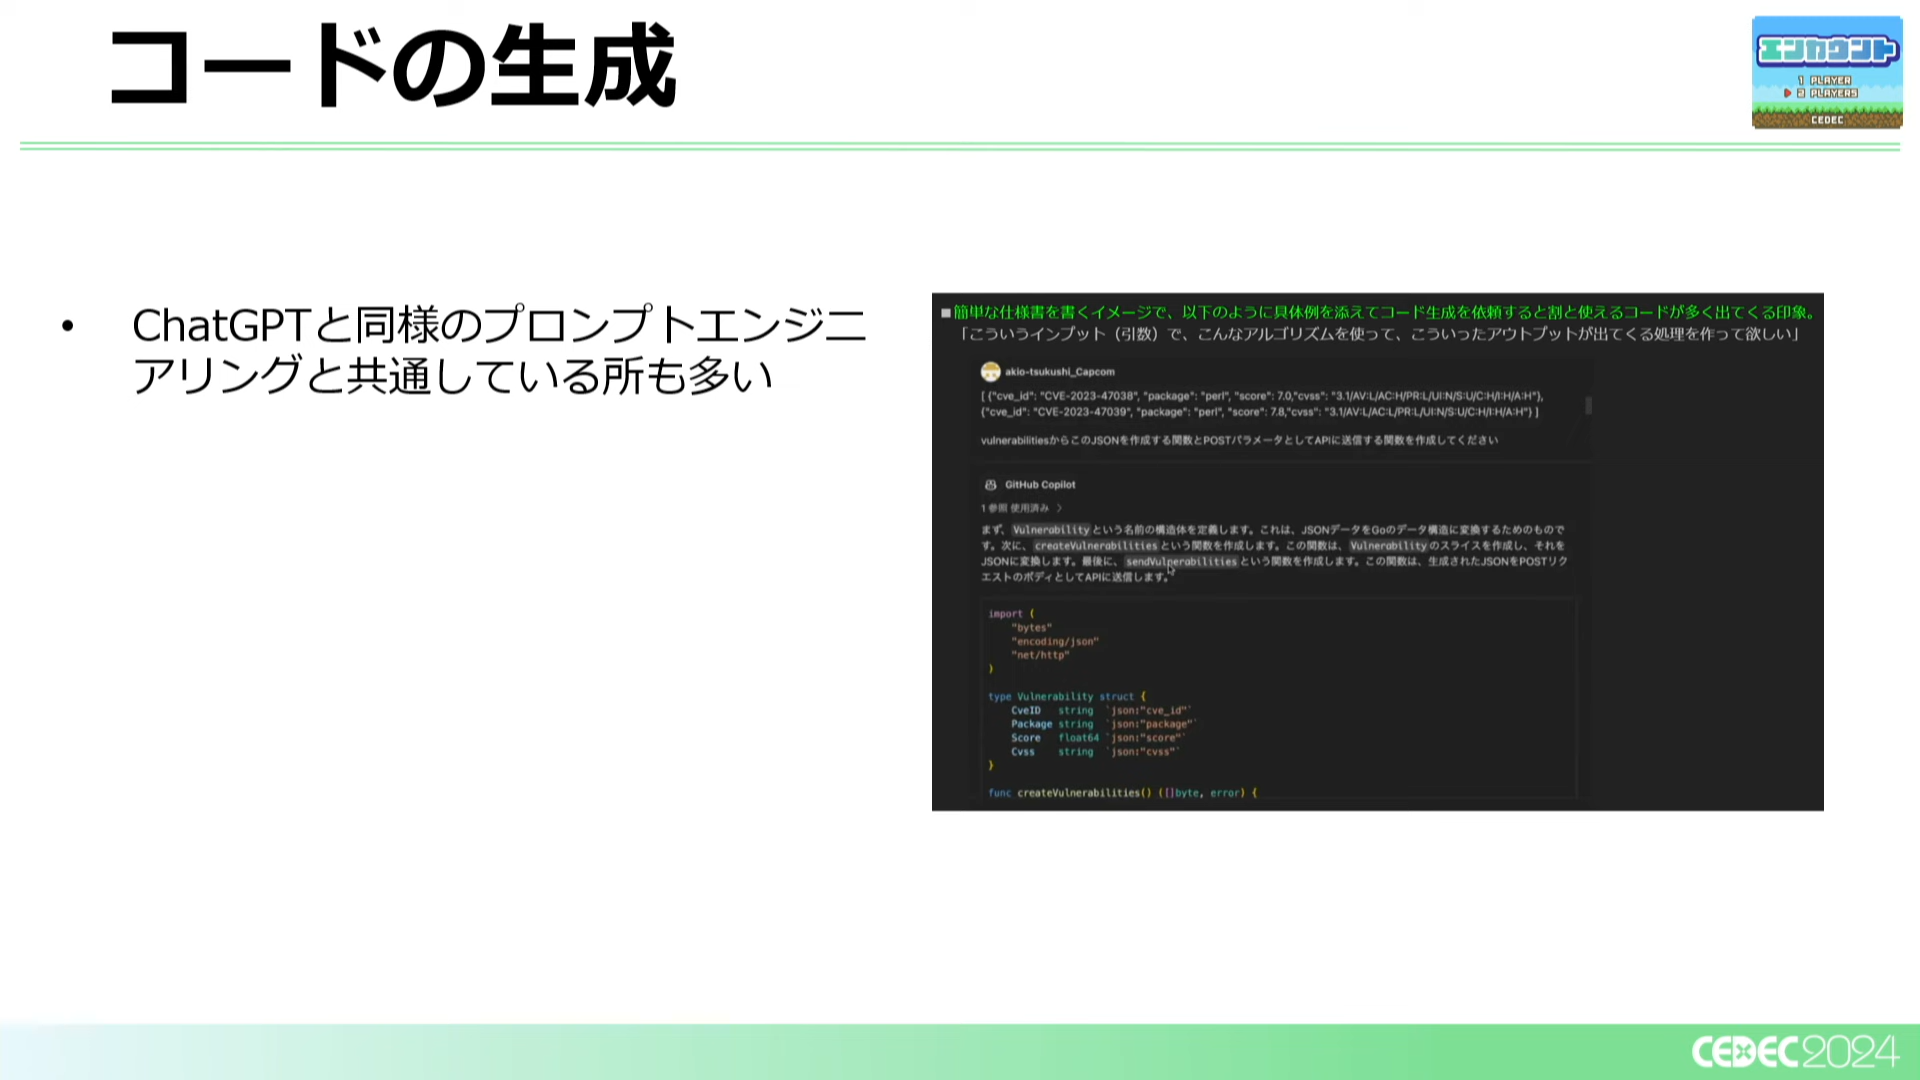 コードの生成
エンカウント
1 PLAYER
2 PLAYERS
CEDEC
• ChatGPTと同様のプロンプトエンジニ
アリングと共通している所も多い
■簡単な仕様書を書くイメージで、以下のように具体例を添えてコード生成を依頼すると割と使えるコードが多く出てくる印象。
「こういうインプット（引数）で、こんなアルゴリズムを使って、こういったアウトプットが出てくる処理を作って欲しい」
akio-tsukushi_Capcom
[ {"cve_id": "CVE-2023-47038", "package": "perl", "score": 7.0,"cvss": "3.1/AV:L/AC:H/PR:L/UI:N/S:U/C:H/I:H/A:H"},
{"cve_id": "CVE-2023-47039", "package": "perl", "score": 7.8,"cvss": "3.1/AV:L/AC:L/PR:L/UI:N/S:U/C:H/I:H/A:H"} ]
vulnerabilitiesからこのJSONを作成する関数とPOSTパラメータとしてAPIに送信する関数を作成してください
GitHub Copilot
1 参照 使用済み >
まず、Vulnerabilityという名前の構造体を定義します。これは、JSONデータをGoのデータ構造に変換するためのもので
す。次に、createVulnerabilitiesという関数を作成します。この関数は、Vulnerabilityのスライスを作成し、それを
JSONに変換します。最後に、sendVulnerabilitiesという関数を作成します。この関数は、生成されたJSONをPOSTリク
エストのボディとしてAPIに送信します。
import (
"bytes"
"encoding/json"
"net/http"
)
type Vulnerability struct {
CveID string `json:"cve_id"`
Package string `json:"package"`
Score float64 `json:"score"`
Cvss string `json:"cvss"`
}
func createVulnerabilities() ([]byte, error) {
CEDEC2024